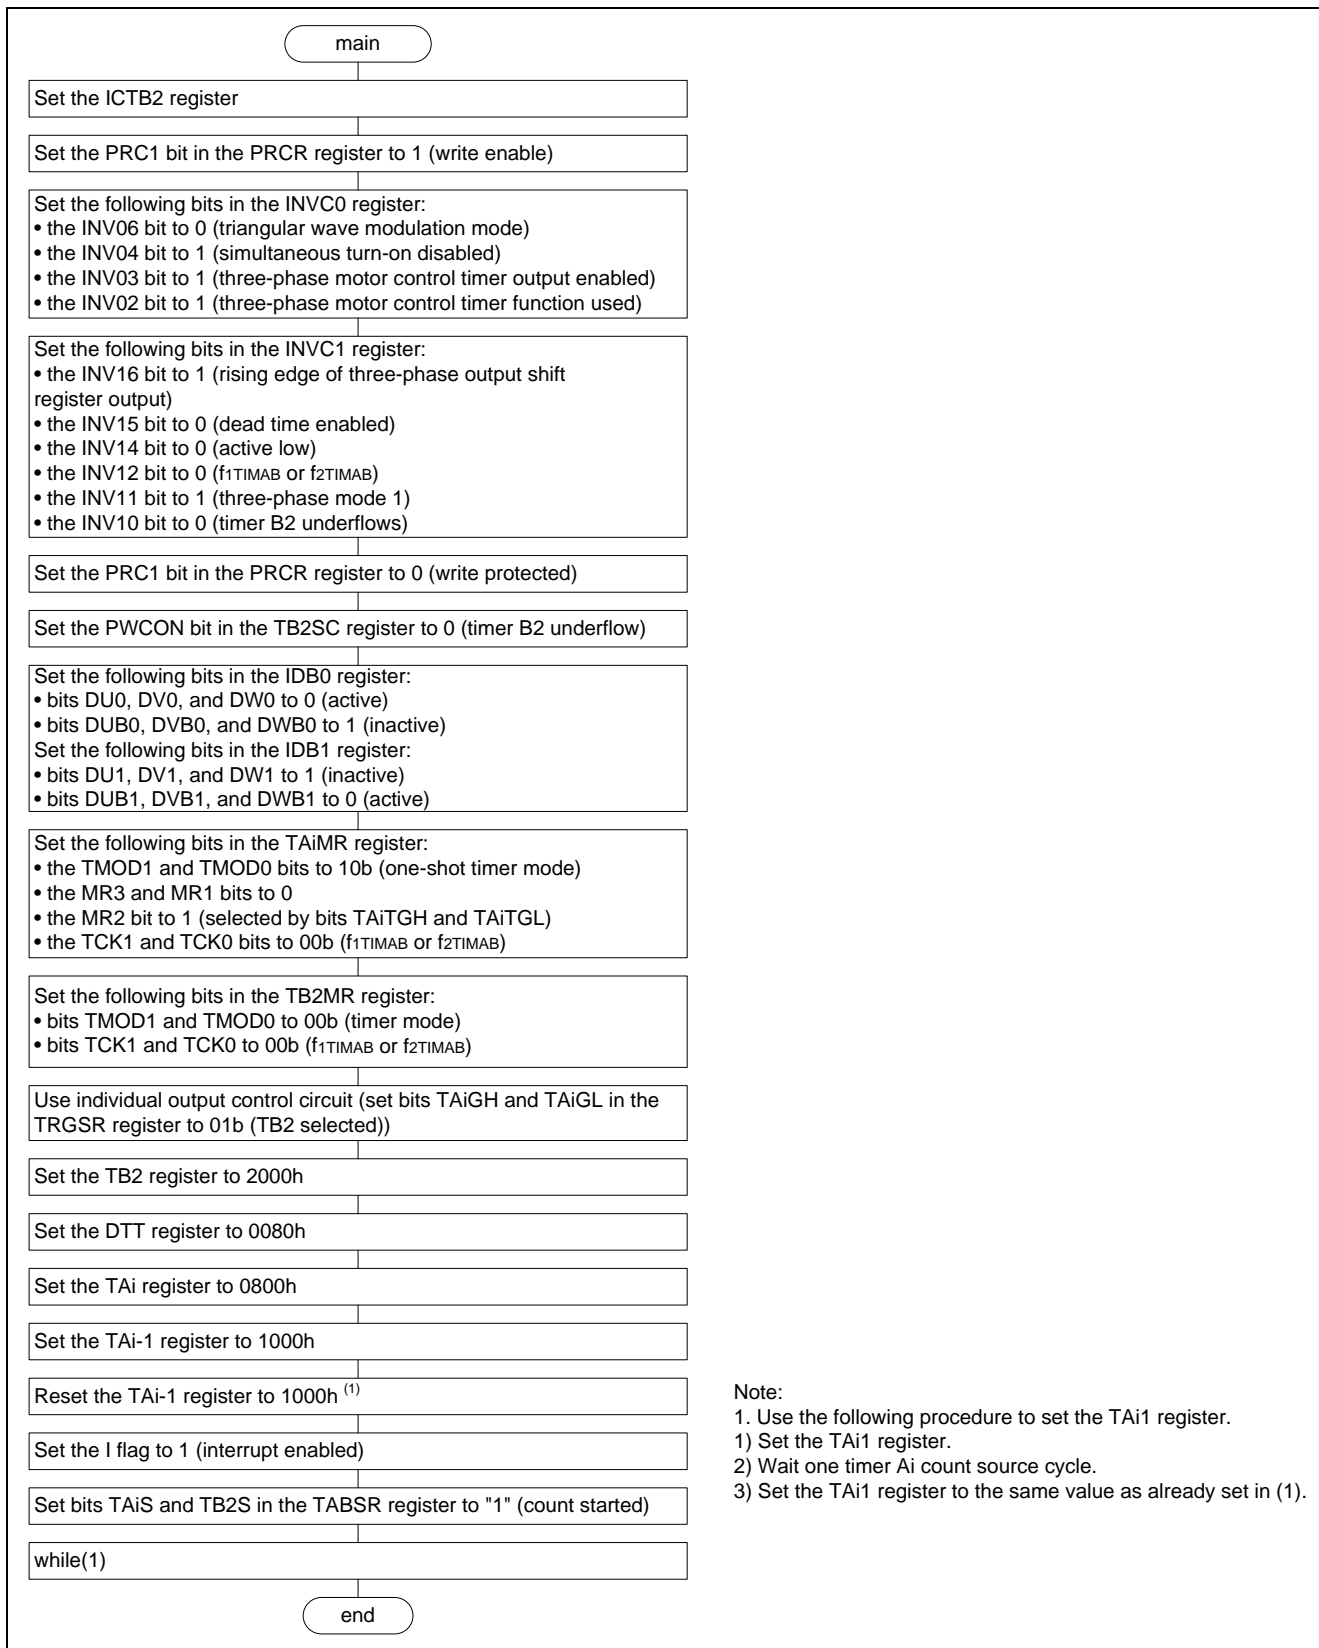 main
Set the ICTB2 register
Set the PRC1 bit in the PRCR register to 1 (write enable)
Set the following bits in the INVC0 register:
• the INV06 bit to 0 (triangular wave modulation mode)
• the INV04 bit to 1 (simultaneous turn-on disabled)
• the INV03 bit to 1 (three-phase motor control timer output enabled)
• the INV02 bit to 1 (three-phase motor control timer function used)
Set the following bits in the INVC1 register:
• the INV16 bit to 1 (rising edge of three-phase output shift
register output)
• the INV15 bit to 0 (dead time enabled)
• the INV14 bit to 0 (active low)
• the INV12 bit to 0 (f1TIMAB or f2TIMAB)
• the INV11 bit to 1 (three-phase mode 1)
• the INV10 bit to 0 (timer B2 underflows)
Set the PRC1 bit in the PRCR register to 0 (write protected)
Set the PWCON bit in the TB2SC register to 0 (timer B2 underflow)
Set the following bits in the IDB0 register:
• bits DU0, DV0, and DW0 to 0 (active)
• bits DUB0, DVB0, and DWB0 to 1 (inactive)
Set the following bits in the IDB1 register:
• bits DU1, DV1, and DW1 to 1 (inactive)
• bits DUB1, DVB1, and DWB1 to 0 (active)
Set the following bits in the TAiMR register:
• the TMOD1 and TMOD0 bits to 10b (one-shot timer mode)
• the MR3 and MR1 bits to 0
• the MR2 bit to 1 (selected by bits TAiTGH and TAiTGL)
• the TCK1 and TCK0 bits to 00b (f1TIMAB or f2TIMAB)
Set the following bits in the TB2MR register:
• bits TMOD1 and TMOD0 to 00b (timer mode)
• bits TCK1 and TCK0 to 00b (f1TIMAB or f2TIMAB)
Use individual output control circuit (set bits TAiGH and TAiGL in the
TRGSR register to 01b (TB2 selected))
Set the TB2 register to 2000h
Set the DTT register to 0080h
Set the TAi register to 0800h
Set the TAi-1 register to 1000h
Reset the TAi-1 register to 1000h (1)
Set the I flag to 1 (interrupt enabled)
Set bits TAiS and TB2S in the TABSR register to "1" (count started)
while(1)
end
Note:
1. Use the following procedure to set the TAi1 register.
1) Set the TAi1 register.
2) Wait one timer Ai count source cycle.
3) Set the TAi1 register to the same value as already set in (1).